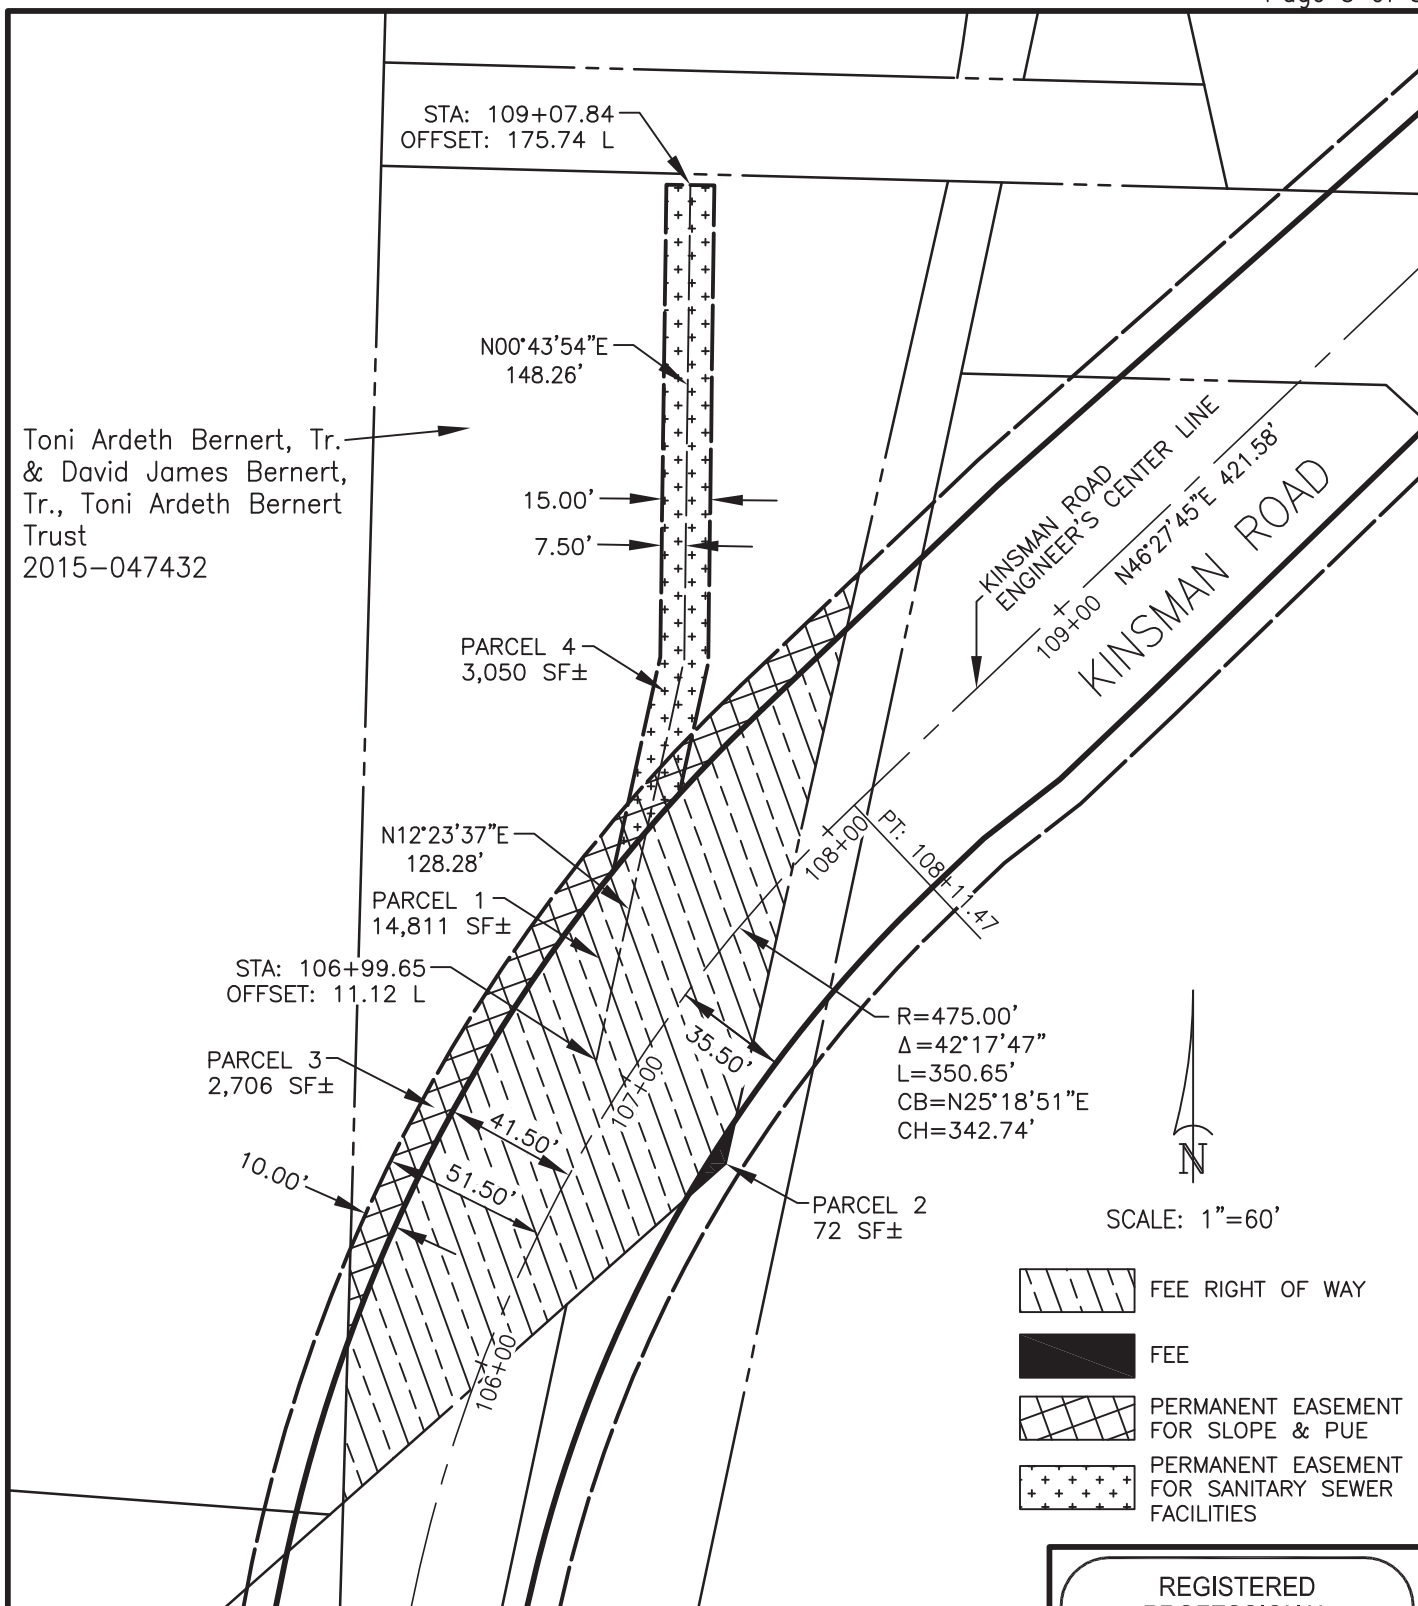 STA: 109+07.84
OFFSET: 175.74 L
N00°43'54"E
148.26'
Toni Ardeth Bernert, Tr.
& David James Bernert,
Tr., Toni Ardeth Bernert
Trust
2015-047432
15.00'
7.50'
KINSMAN ROAD
ENGINEER'S CENTER LINE
N46°27'45"E 421.58'
KINSMAN ROAD
109+00
PARCEL 4
3,050 SF±
108+00
PT: 108+11.47
N12°23'37"E
128.28'
PARCEL 1
14,811 SF±
STA: 106+99.65
OFFSET: 11.12 L
R=475.00'
Δ=42°17'47"
L=350.65'
CB=N25°18'51"E
CH=342.74'
35.50'
107+00
PARCEL 3
2,706 SF±
41.50'
51.50'
10.00'
N
PARCEL 2
72 SF±
SCALE: 1"=60'
106+00
FEE RIGHT OF WAY
FEE
PERMANENT EASEMENT
FOR SLOPE & PUE
PERMANENT EASEMENT
FOR SANITARY SEWER
FACILITIES
REGISTERED